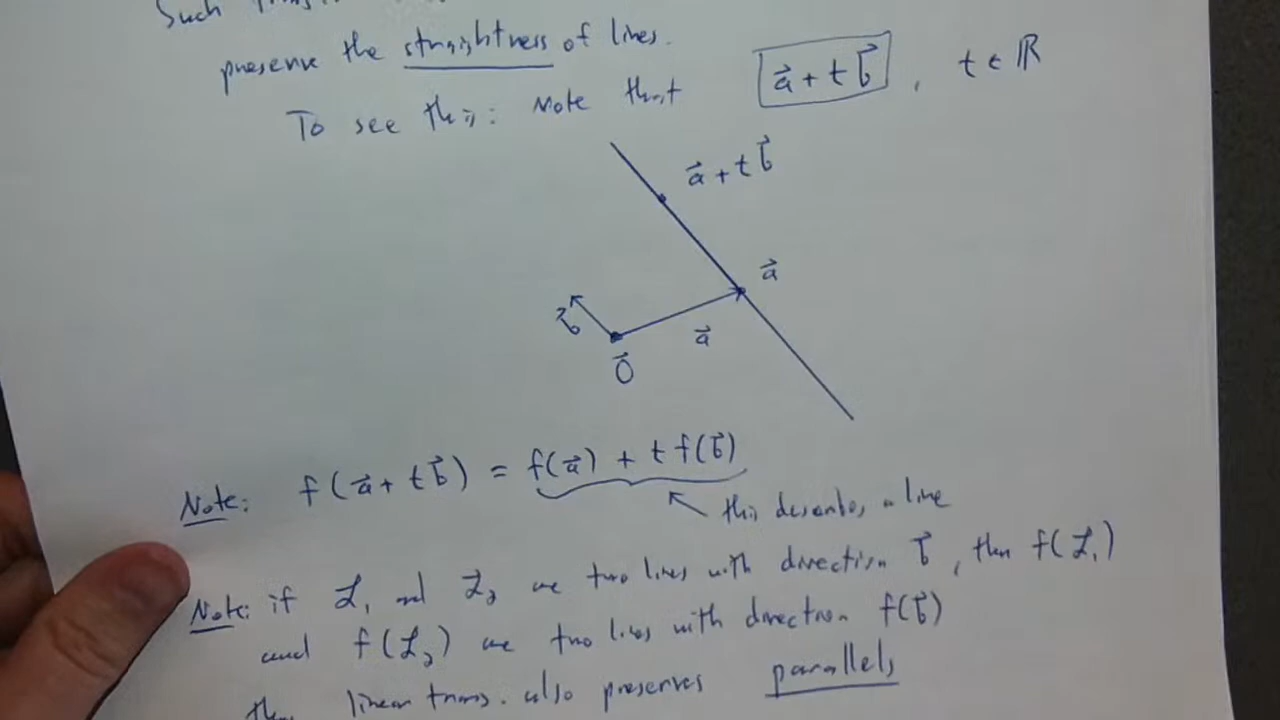 Such
preserve the straightness of lines.
To see this: Note that a⃗ + t b⃗ , t ∈ ℝ
a⃗ + t b⃗
a⃗
b⃗
a⃗
0⃗
Note: f(a⃗ + t b⃗) = f(a⃗) + t f(b⃗)
this describes a line
Note: if L₁ and L₂ are two lines with direction b⃗, then f(L₁)
and f(L₂) are two lines with direction f(b⃗)
thus linear trans. also preserves parallels